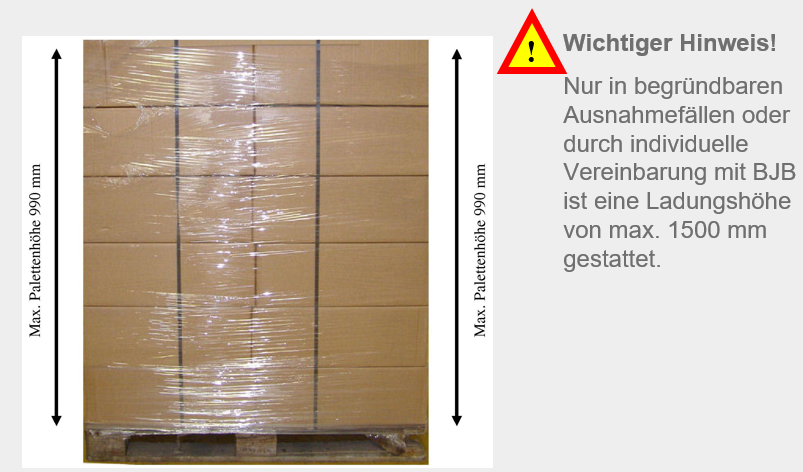 Max. Palettenhöhe 990 mm
Max. Palettenhöhe 990 mm
!
Wichtiger Hinweis!
Nur in begründbaren
Ausnahmefällen oder
durch individuelle
Vereinbarung mit BJB
ist eine Ladungshöhe
von max. 1500 mm
gestattet.